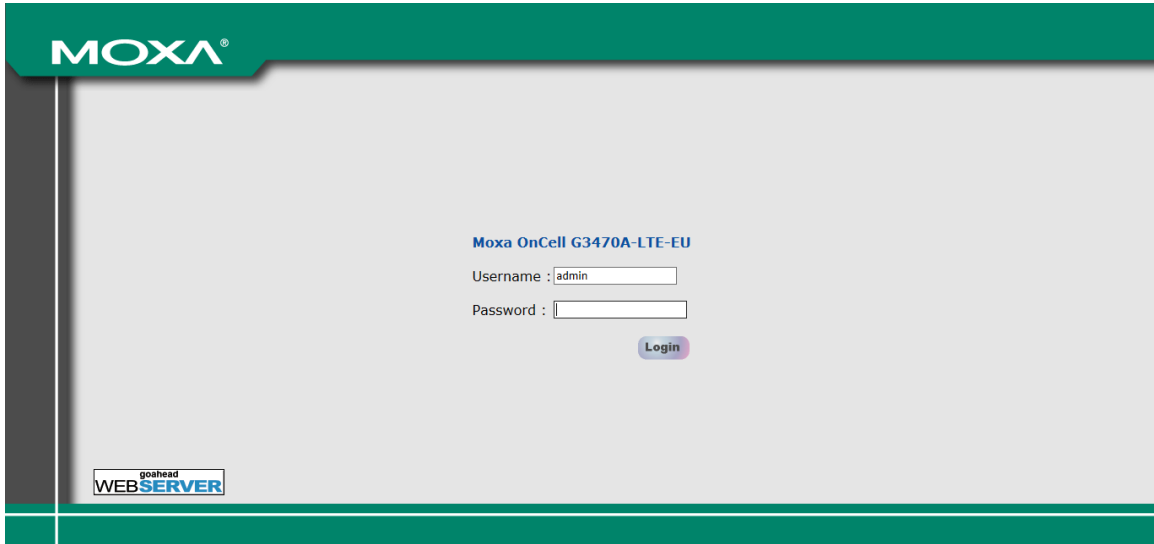 MOXA®
Moxa OnCell G3470A-LTE-EU
Username : admin
Password :
Login
goahead
WEBSERVER